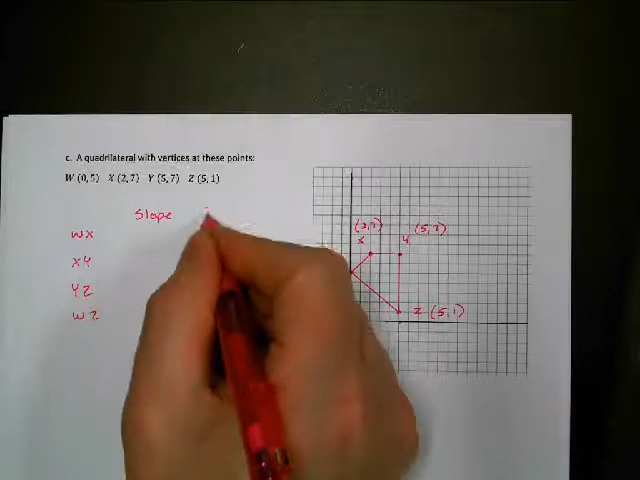 c. A quadrilateral with vertices at these points:
W (0, 5) X (2, 7) Y (5, 7) Z (5, 1)
Slope
WX
XY
YZ
WZ
(2,7)
X
Y
(5,7)
Z (5,1)